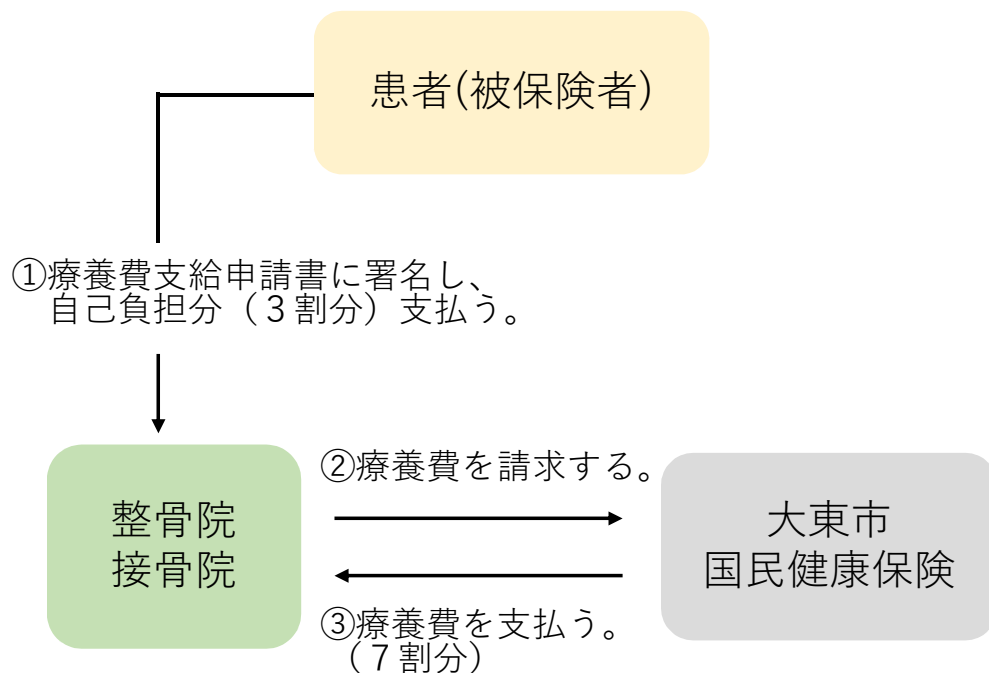 患者(被保険者)
①療養費支給申請書に署名し、
自己負担分（３割分）支払う。
②療養費を請求する。
整骨院
接骨院
大東市
国民健康保険
③療養費を支払う。
（７割分）